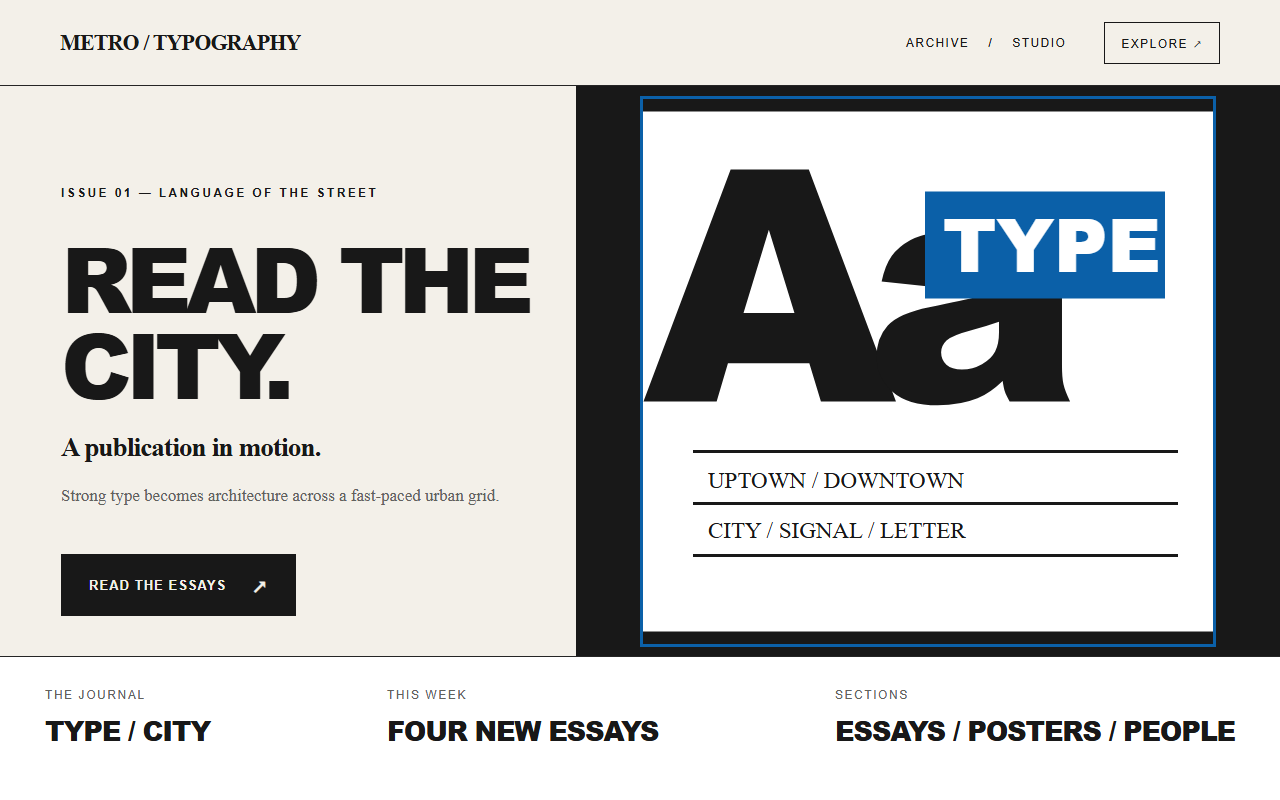 METRO / TYPOGRAPHY
ARCHIVE / STUDIO
EXPLORE ↗
ISSUE 01 — LANGUAGE OF THE STREET
READ THE
CITY.
A publication in motion.
Strong type becomes architecture across a fast-paced urban grid.
READ THE ESSAYS ↗
Aa
TYPE
UPTOWN / DOWNTOWN
CITY / SIGNAL / LETTER
THE JOURNAL
TYPE / CITY
THIS WEEK
FOUR NEW ESSAYS
SECTIONS
ESSAYS / POSTERS / PEOPLE